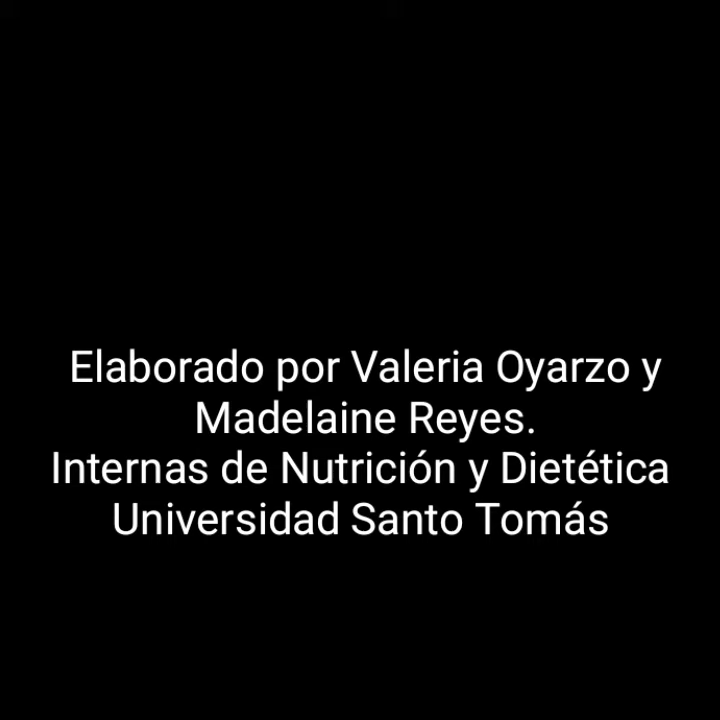 Elaborado por Valeria Oyarzo y
Madelaine Reyes.
Internas de Nutrición y Dietética
Universidad Santo Tomás